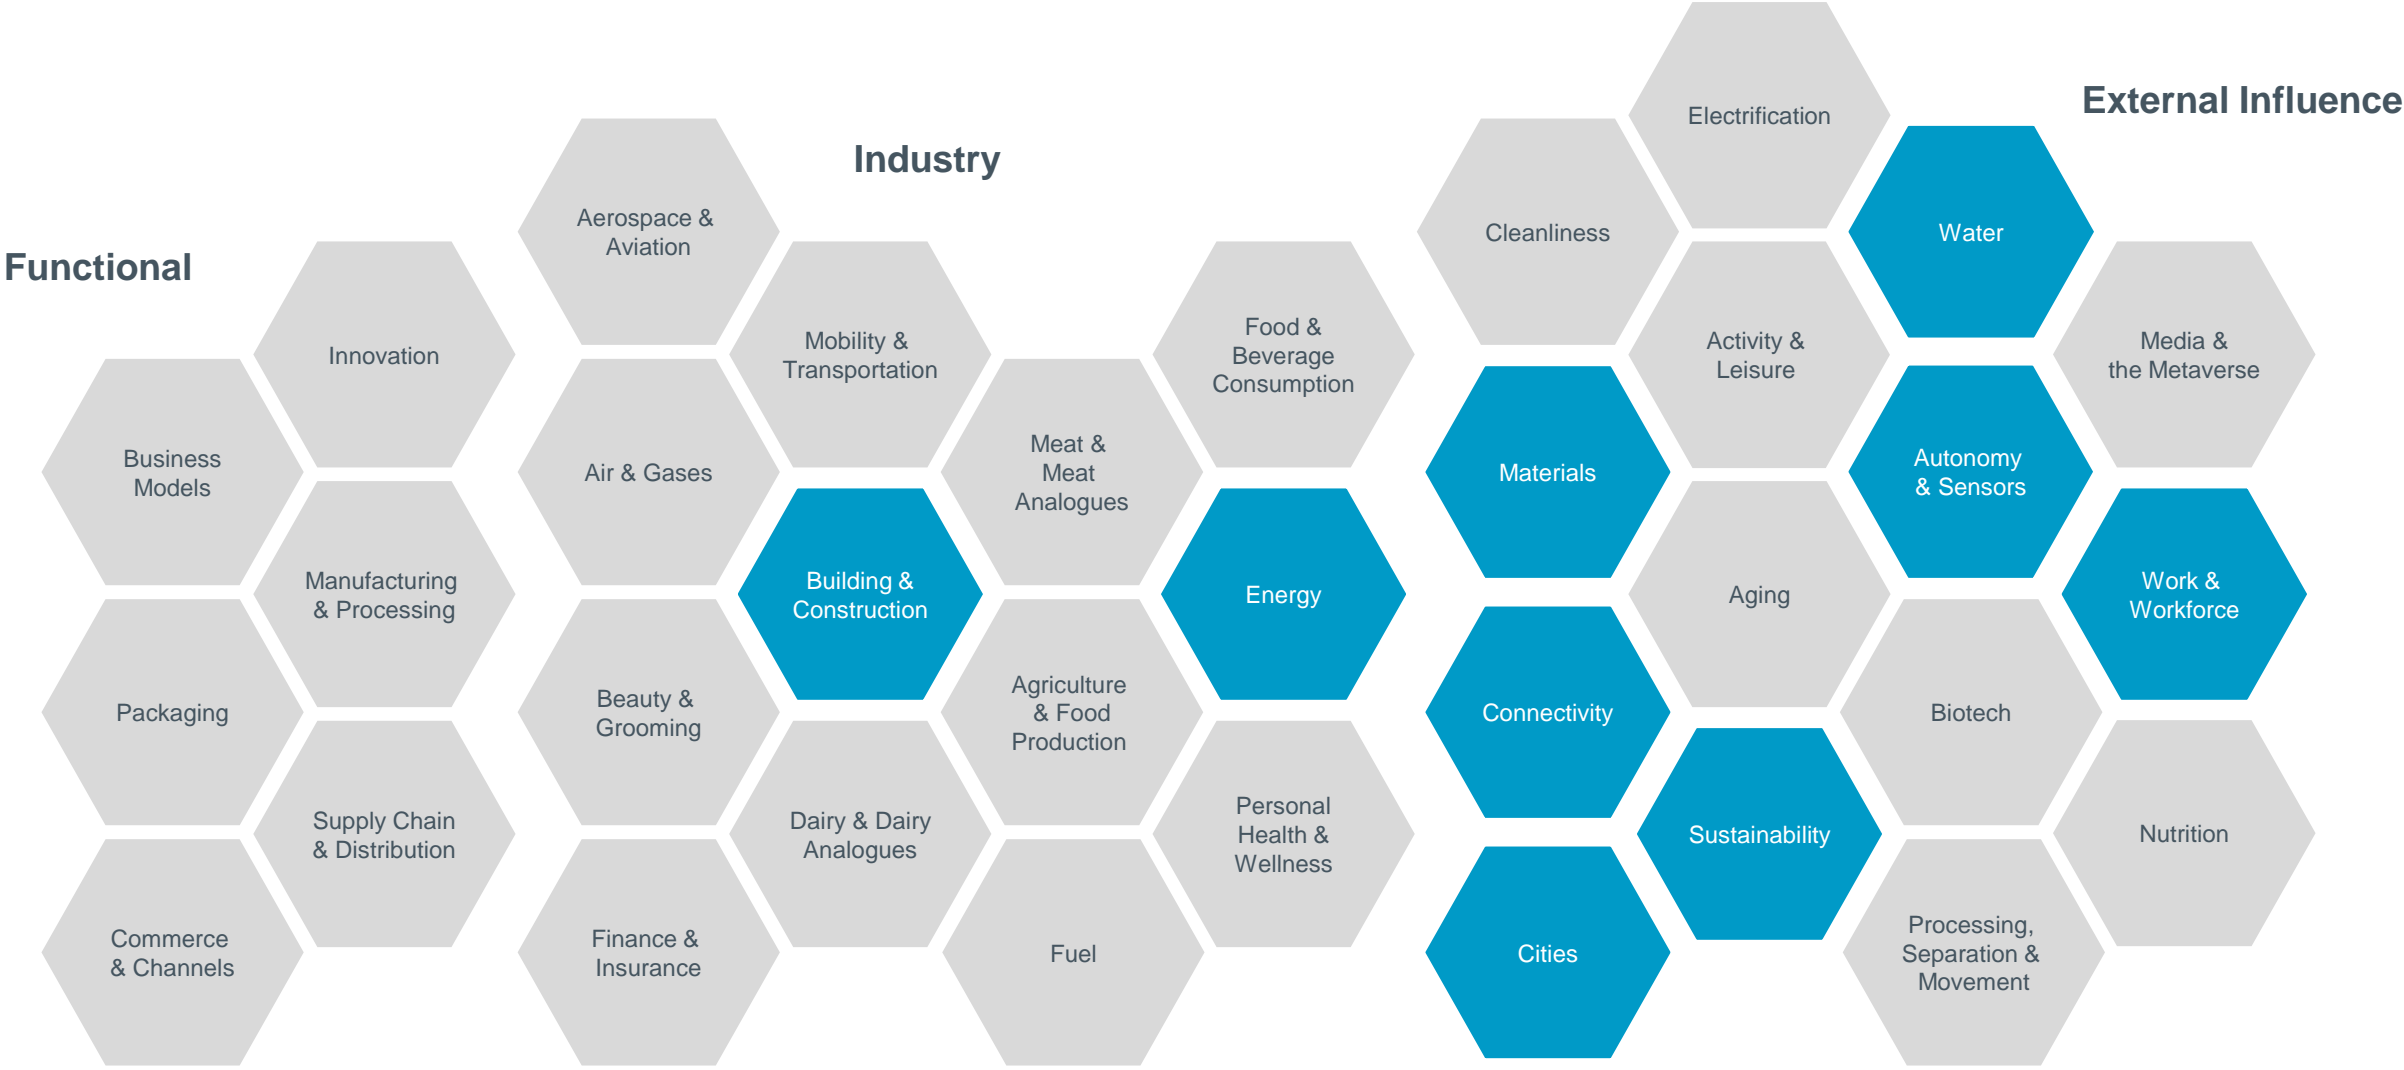 Functional
Innovation
Business
Models
Manufacturing
& Processing
Packaging
Supply Chain
& Distribution
Commerce
& Channels
Industry
Aerospace &
Aviation
Mobility &
Transportation
Food &
Beverage
Consumption
Air & Gases
Meat &
Meat
Analogues
Building &
Construction
Energy
Beauty &
Grooming
Agriculture
& Food
Production
Dairy & Dairy
Analogues
Personal
Health &
Wellness
Finance &
Insurance
Fuel
External Influence
Electrification
Cleanliness
Water
Activity &
Leisure
Media &
the Metaverse
Materials
Autonomy
& Sensors
Aging
Work &
Workforce
Connectivity
Biotech
Sustainability
Nutrition
Cities
Processing,
Separation &
Movement